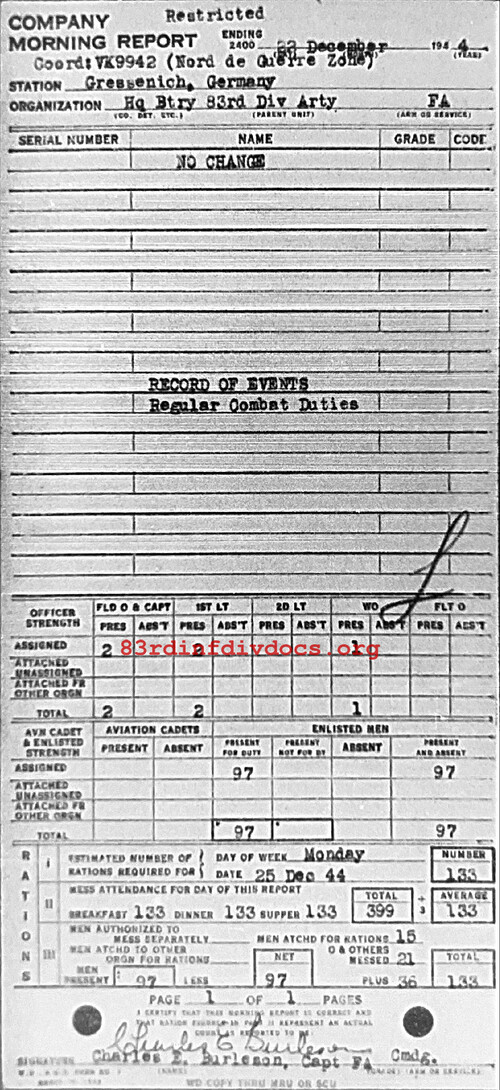 COMPANY Restricted
MORNING REPORT ENDING 2400 December 1944 (YEAR)
Coord: VK9942 (Nord de Guerre Zone)
STATION Gressenich, Germany
ORGANIZATION Hq Btry 83rd Div Arty FA
(CO. DET. ETC.) (PARENT UNIT) (ARM OR SERVICE)
SERIAL NUMBER NAME GRADE CODE
NO CHANGE
RECORD OF EVENTS
Regular Combat Duties
OFFICER STRENGTH FLD O & CAPT 1ST LT 2D LT WO FLT O
PRES ABS'T PRES ABS'T PRES ABS'T PRES ABS'T PRES ABS'T
ASSIGNED 2 2 1
83rdinfdivdocs.org
ATTACHED UNASSIGNED
ATTACHED FR OTHER ORGN
TOTAL 2 2 1
AVN CADET & ENLISTED STRENGTH AVIATION CADETS ENLISTED MEN
PRESENT ABSENT PRESENT FOR DUTY PRESENT NOT FOR DY ABSENT PRESENT AND ABSENT
ASSIGNED 97 97
ATTACHED UNASSIGNED
ATTACHED FR OTHER ORGN
TOTAL 97 97
RATIONS
I ESTIMATED NUMBER OF RATIONS REQUIRED FOR DAY OF WEEK Monday NUMBER
DATE 25 Dec 44 133
II MESS ATTENDANCE FOR DAY OF THIS REPORT TOTAL ÷ 3 AVERAGE
BREAKFAST 133 DINNER 133 SUPPER 133 399 133
III MEN AUTHORIZED TO MESS SEPARATELY MEN ATCHD FOR RATIONS 15
MEN ATCHD TO OTHER ORGN FOR RATIONS NET O & OTHERS MESSED 21 TOTAL
MEN PRESENT 97 LESS 97 PLUS 36 133
PAGE 1 OF 1 PAGES
I CERTIFY THAT THIS MORNING REPORT IS CORRECT AND
THAT RATION FIGURES IN PART II REPRESENT AN ACTUAL
COUNT AS REPORTED TO ME
Charles E Burleson
SIGNATURE Charles E. Burleson, Capt FA Cmdg.
(NAME) (GRADE) (ARM OR SERVICE)
WD COPY THRU MRU OR SCU